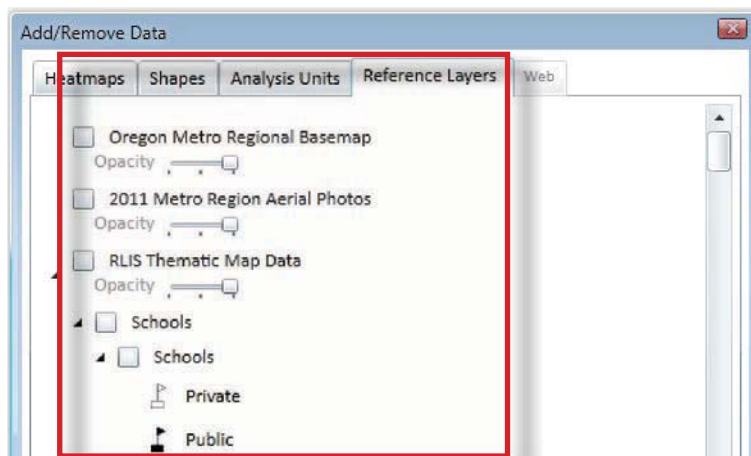 Add/Remove Data
Heatmaps Shapes Analysis Units Reference Layers Web
Oregon Metro Regional Basemap
Opacity
2011 Metro Region Aerial Photos
Opacity
RLIS Thematic Map Data
Opacity
Schools
Schools
Private
Public